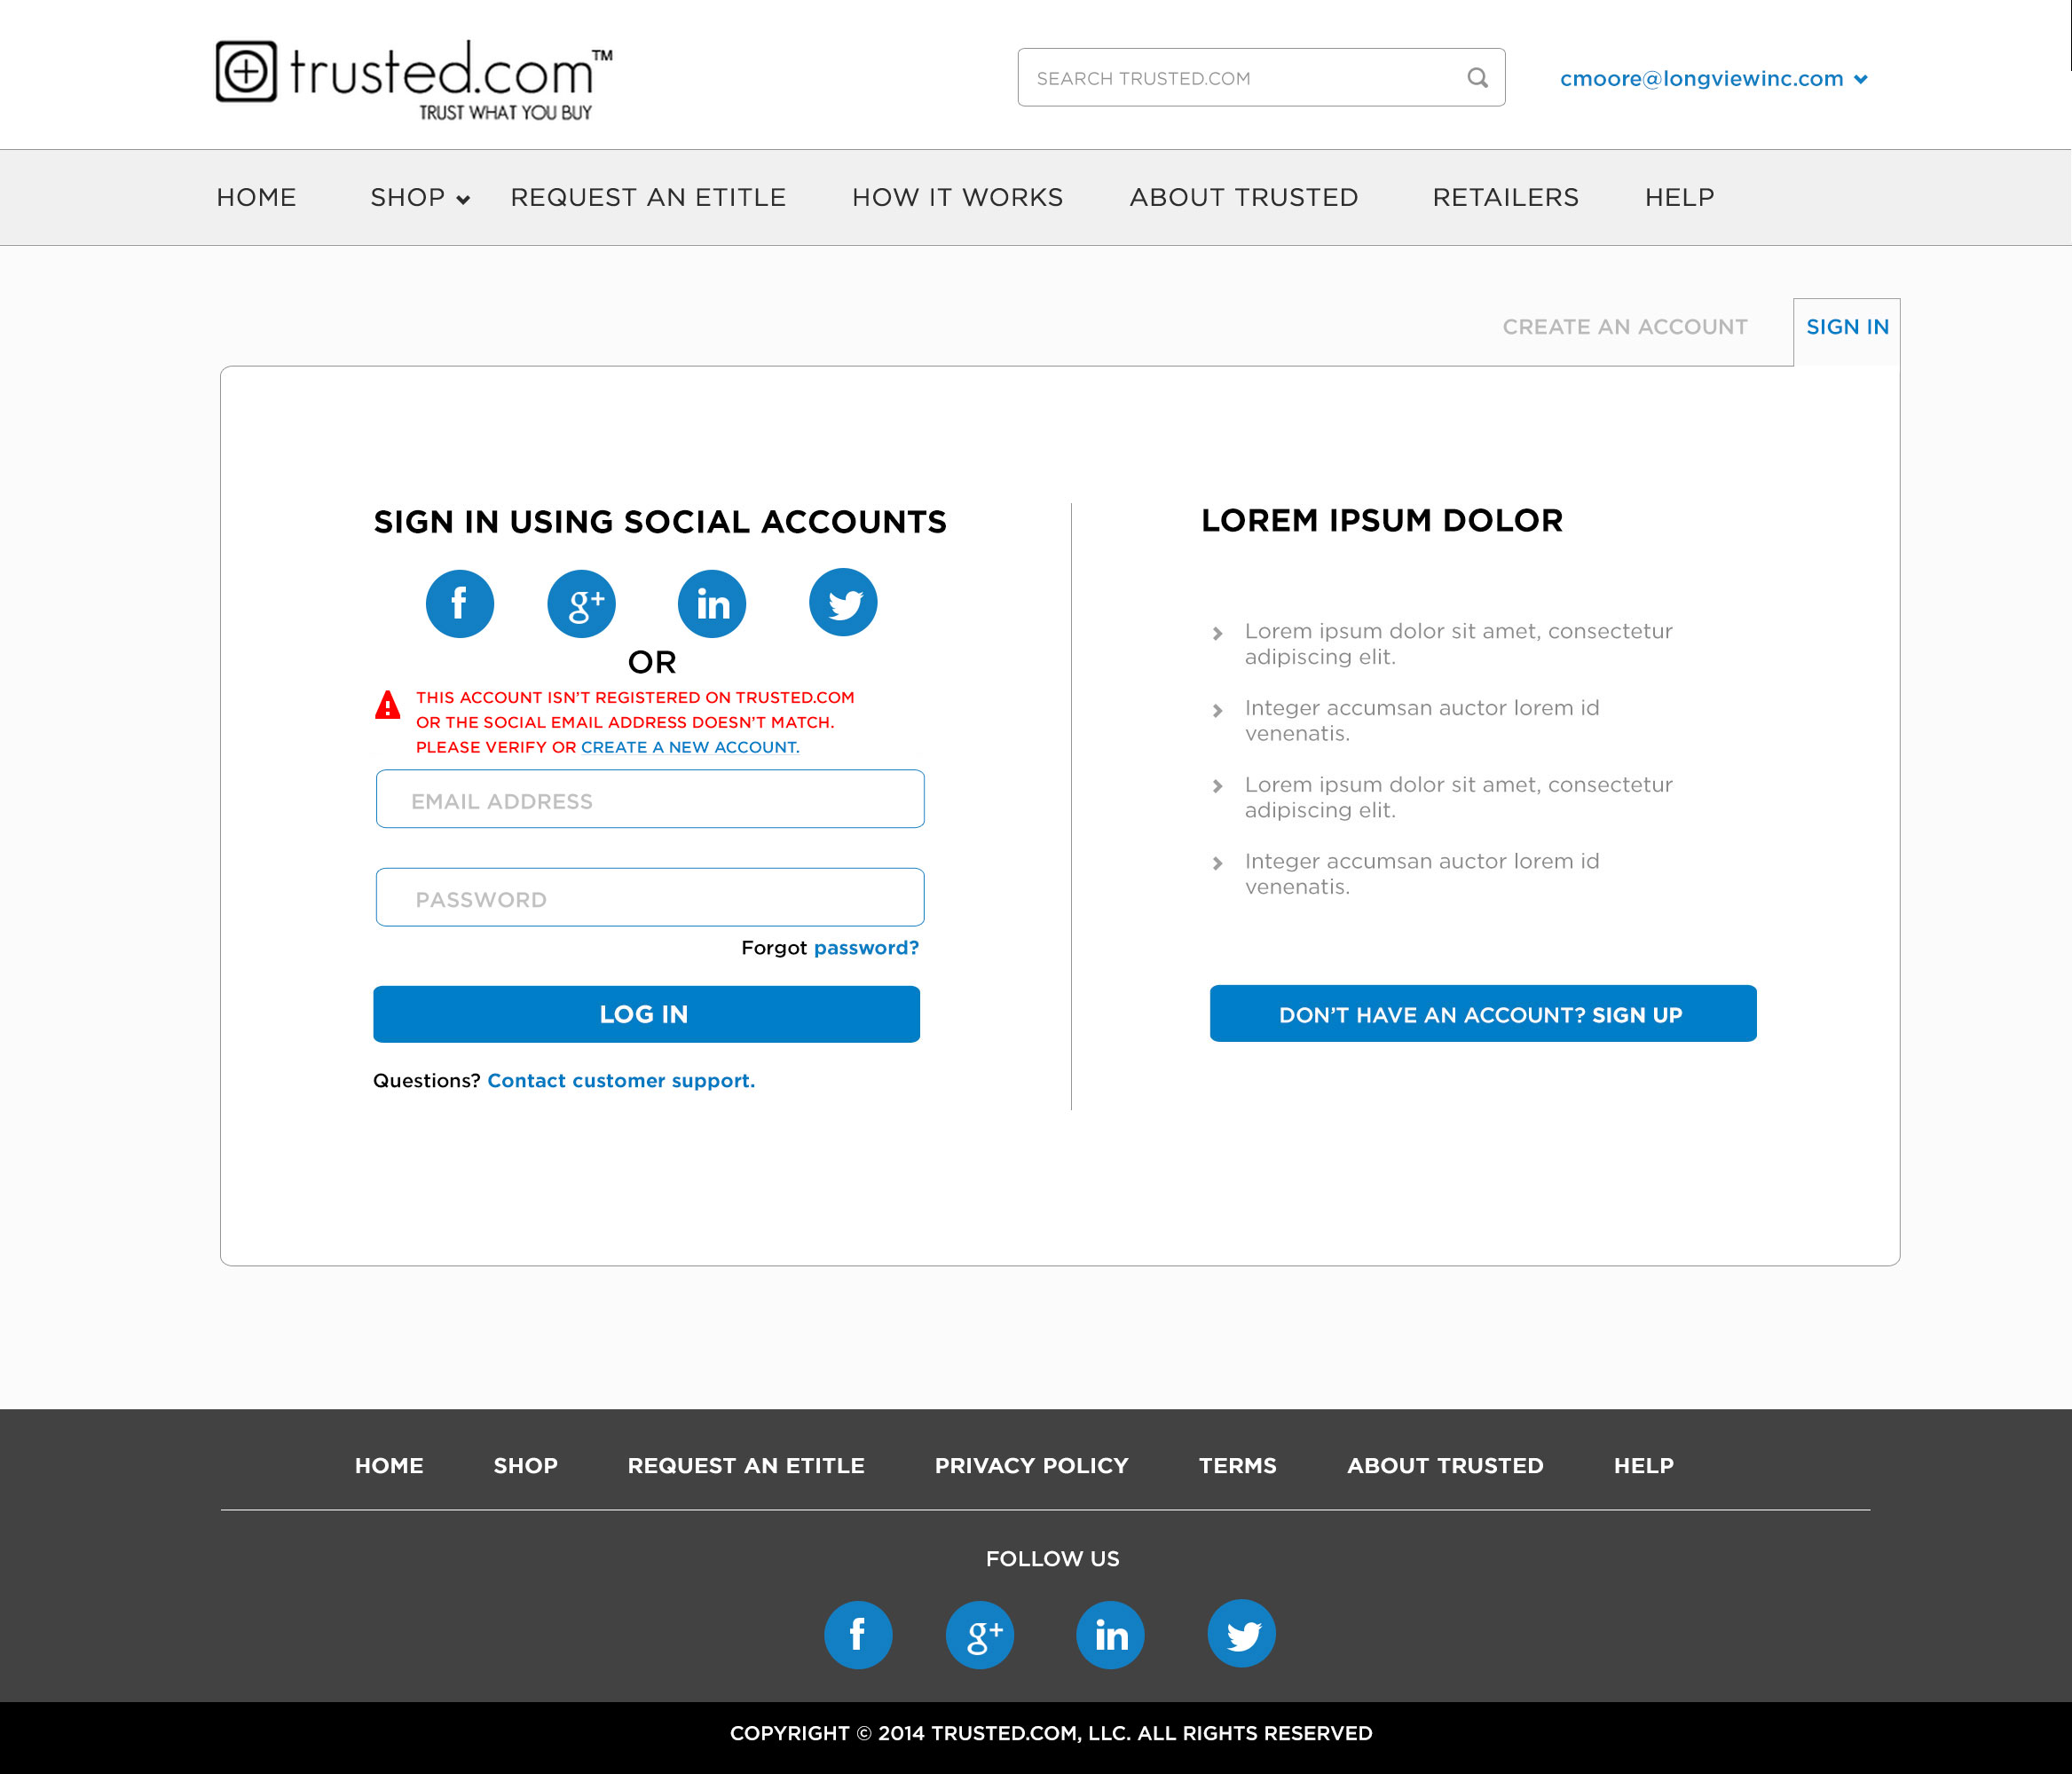 trusted.com™
TRUST WHAT YOU BUY
SEARCH TRUSTED.COM
cmoore@longviewinc.com
HOME SHOP REQUEST AN ETITLE HOW IT WORKS ABOUT TRUSTED RETAILERS HELP
CREATE AN ACCOUNT SIGN IN
SIGN IN USING SOCIAL ACCOUNTS
f g+ in
OR
THIS ACCOUNT ISN'T REGISTERED ON TRUSTED.COM
OR THE SOCIAL EMAIL ADDRESS DOESN'T MATCH.
PLEASE VERIFY OR CREATE A NEW ACCOUNT.
EMAIL ADDRESS
PASSWORD
Forgot password?
LOG IN
Questions? Contact customer support.
LOREM IPSUM DOLOR
Lorem ipsum dolor sit amet, consectetur
adipiscing elit.
Integer accumsan auctor lorem id
venenatis.
Lorem ipsum dolor sit amet, consectetur
adipiscing elit.
Integer accumsan auctor lorem id
venenatis.
DON'T HAVE AN ACCOUNT? SIGN UP
HOME SHOP REQUEST AN ETITLE PRIVACY POLICY TERMS ABOUT TRUSTED HELP
FOLLOW US
f g+ in
COPYRIGHT © 2014 TRUSTED.COM, LLC. ALL RIGHTS RESERVED